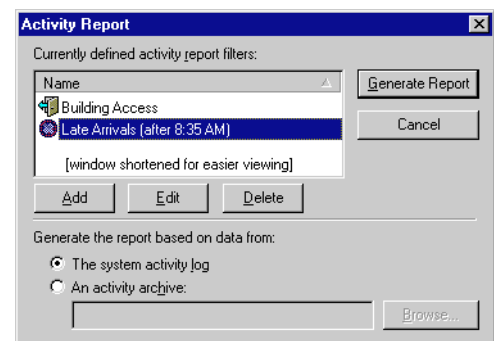 Activity Report
Currently defined activity report filters:
Name
Generate Report
Building Access
Late Arrivals (after 8:35 AM)
Cancel
[window shortened for easier viewing]
Add Edit Delete
Generate the report based on data from:
The system activity log
An activity archive:
Browse...